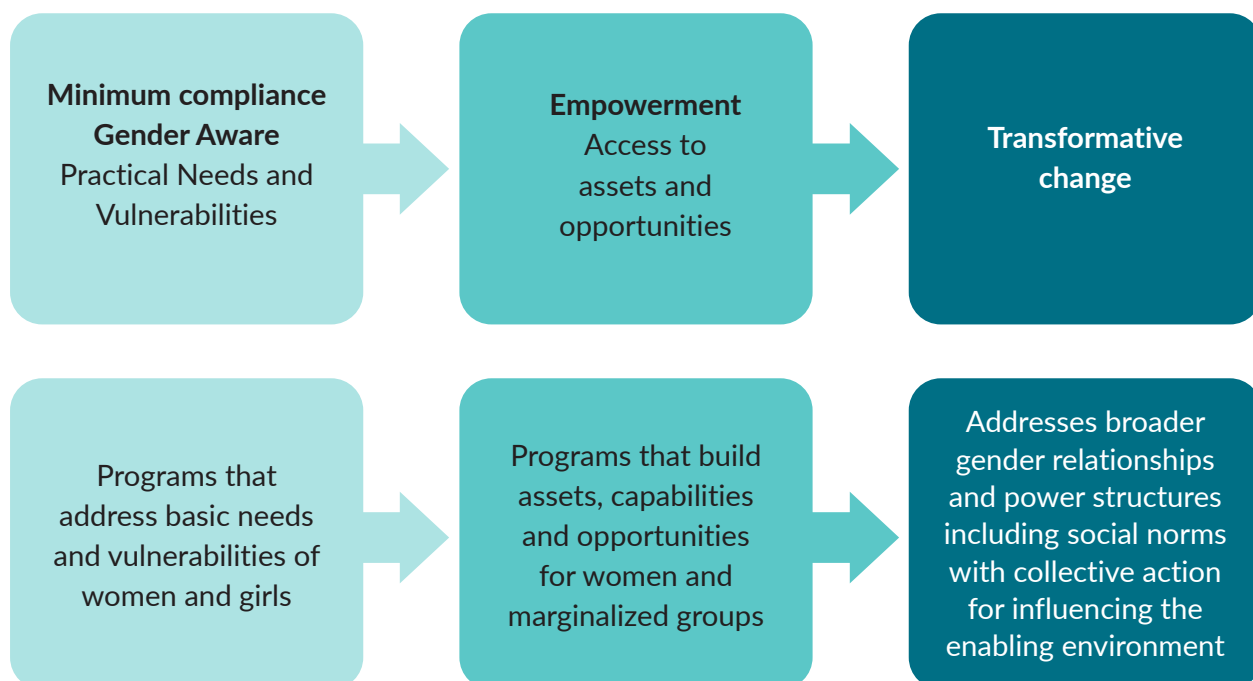 Minimum compliance
Gender Aware
Practical Needs and
Vulnerabilities
Empowerment
Access to
assets and
opportunities
Transformative
change
Programs that
address basic needs
and vulnerabilities of
women and girls
Programs that build
assets, capabilities
and opportunities
for women and
marginalized groups
Addresses broader
gender relationships
and power structures
including social norms
with collective action
for influencing the
enabling environment